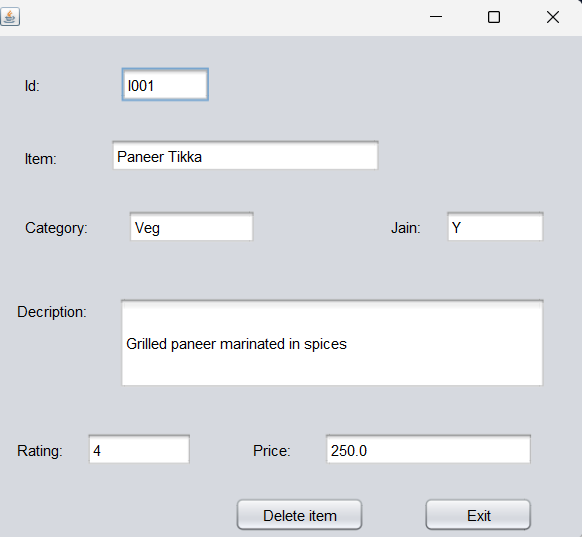 Id: I001
Item: Paneer Tikka
Category: Veg Jain: Y
Decription: Grilled paneer marinated in spices
Rating: 4 Price: 250.0
Delete item Exit